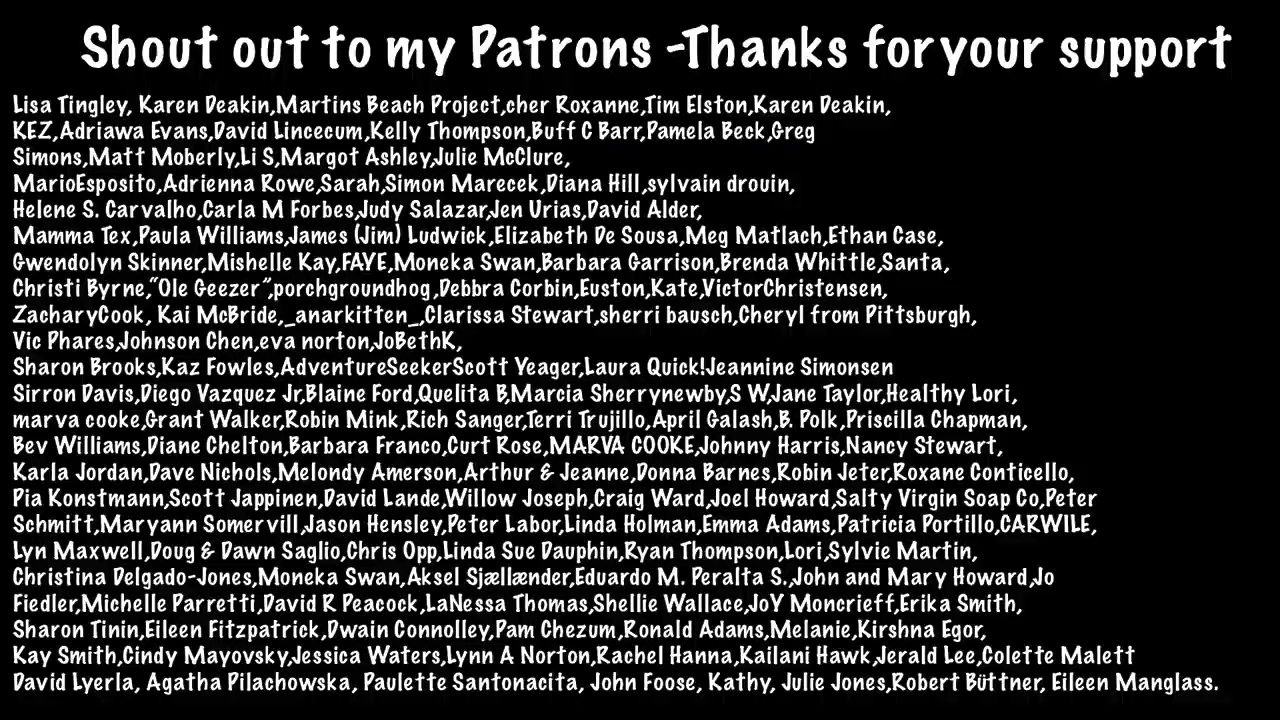 Shout out to my Patrons -Thanks for your support
Lisa Tingley, Karen Deakin,Martins Beach Project,cher Roxanne,Tim Elston,Karen Deakin,
KEZ,Adriawa Evans,David Lincecum,Kelly Thompson,Buff C Barr,Pamela Beck,Greg
Simons,Matt Moberly,Li S,Margot Ashley,Julie McClure,
MarioEsposito,Adrienna Rowe,Sarah,Simon Marecek,Diana Hill,sylvain drouin,
Helene S. Carvalho,Carla M Forbes,Judy Salazar,Jen Urias,David Alder,
Mamma Tex,Paula Williams,James (Jim) Ludwick,Elizabeth De Sousa,Meg Matlach,Ethan Case,
Gwendolyn Skinner,Mishelle Kay,FAYE,Moneka Swan,Barbara Garrison,Brenda Whittle,Santa,
Christi Byrne,“Ole Geezer”,porchgroundhog,Debbra Corbin,Euston,Kate,VictorChristensen,
ZacharyCook, Kai McBride,_anarkitten_,Clarissa Stewart,sherri bausch,Cheryl from Pittsburgh,
Vic Phares,Johnson Chen,eva norton,JoBethK,
Sharon Brooks,Kaz Fowles,AdventureSeekerScott Yeager,Laura Quick!Jeannine Simonsen
Sirron Davis,Diego Vazquez Jr,Blaine Ford,Quelita B,Marcia Sherrynewby,S W,Jane Taylor,Healthy Lori,
marva cooke,Grant Walker,Robin Mink,Rich Sanger,Terri Trujillo,April Galash,B. Polk,Priscilla Chapman,
Bev Williams,Diane Chelton,Barbara Franco,Curt Rose,MARVA COOKE,Johnny Harris,Nancy Stewart,
Karla Jordan,Dave Nichols,Melondy Amerson,Arthur & Jeanne,Donna Barnes,Robin Jeter,Roxane Conticello,
Pia Konstmann,Scott Jappinen,David Lande,Willow Joseph,Craig Ward,Joel Howard,Salty Virgin Soap Co,Peter
Schmitt,Maryann Somervill,Jason Hensley,Peter Labor,Linda Holman,Emma Adams,Patricia Portillo,CARWILE,
Lyn Maxwell,Doug & Dawn Saglio,Chris Opp,Linda Sue Dauphin,Ryan Thompson,Lori,Sylvie Martin,
Christina Delgado-Jones,Moneka Swan,Aksel Sjællænder,Eduardo M. Peralta S.,John and Mary Howard,Jo
Fiedler,Michelle Parretti,David R Peacock,LaNessa Thomas,Shellie Wallace,JoY Moncrieff,Erika Smith,
Sharon Tinin,Eileen Fitzpatrick,Dwain Connolley,Pam Chezum,Ronald Adams,Melanie,Kirshna Egor,
Kay Smith,Cindy Mayovsky,Jessica Waters,Lynn A Norton,Rachel Hanna,Kailani Hawk,Jerald Lee,Colette Malett
David Lyerla, Agatha Pilachowska, Paulette Santonacita, John Foose, Kathy, Julie Jones,Robert Büttner, Eileen Manglass.